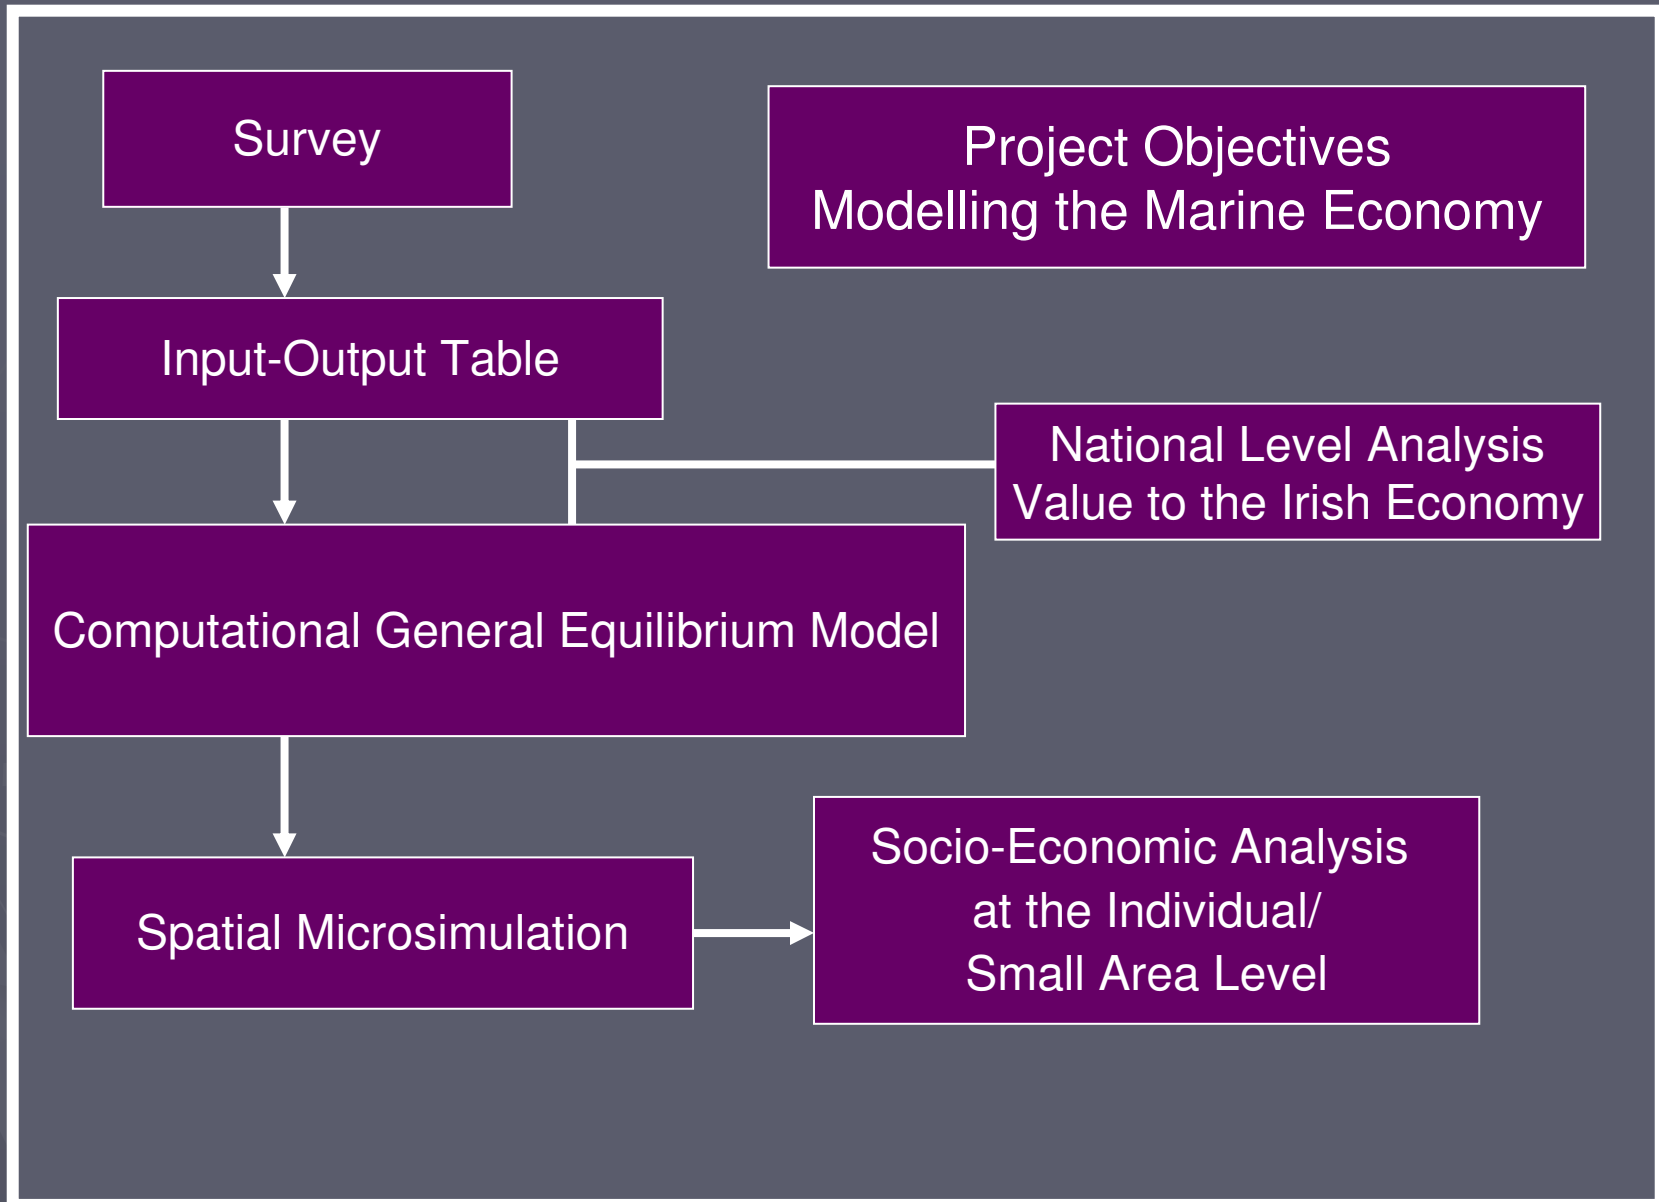 Survey
Project Objectives
Modelling the Marine Economy
Input-Output Table
National Level Analysis
Value to the Irish Economy
Computational General Equilibrium Model
Socio-Economic Analysis
at the Individual/
Small Area Level
Spatial Microsimulation